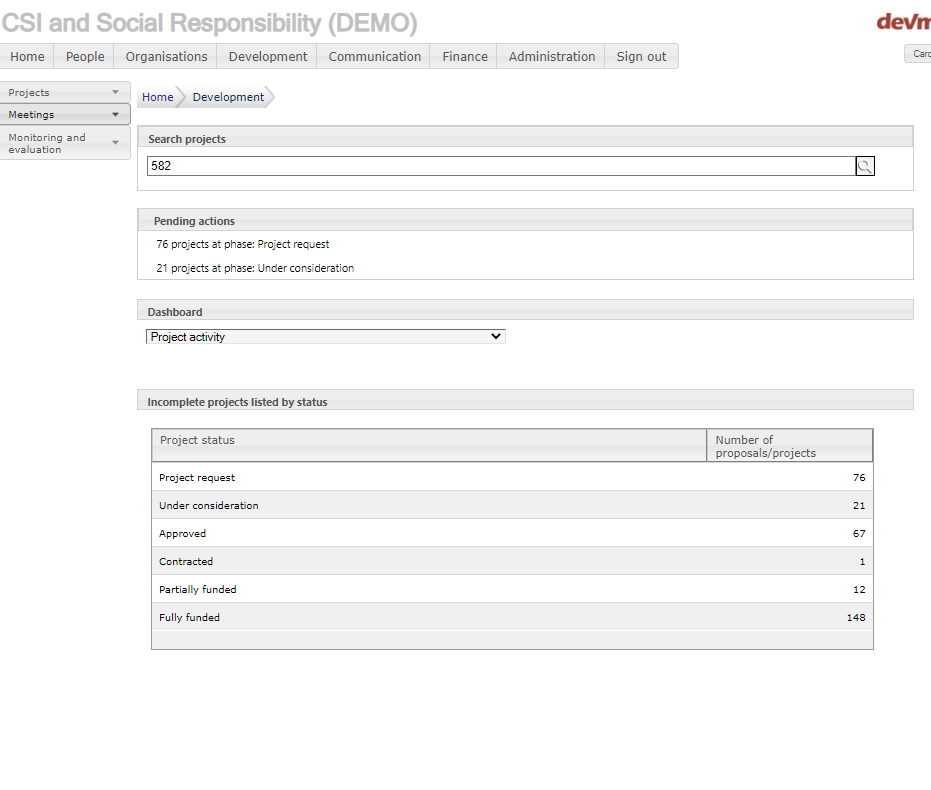 CSI and Social Responsibility (DEMO)
Home People Organisations Development Communication Finance Administration Sign out
Projects
Meetings
Monitoring and
evaluation
Home Development
Search projects
582
Pending actions
76 projects at phase: Project request
21 projects at phase: Under consideration
Dashboard
Project activity
Incomplete projects listed by status
Project status Number of
proposals/projects
Project request 76
Under consideration 21
Approved 67
Contracted 1
Partially funded 12
Fully funded 148